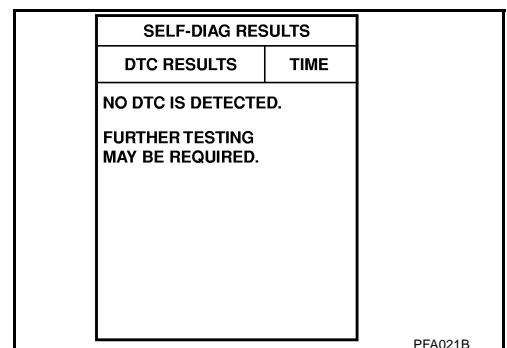 SELF-DIAG RESULTS
DTC RESULTS TIME
NO DTC IS DETECTED.
FURTHER TESTING
MAY BE REQUIRED.
PFA021B